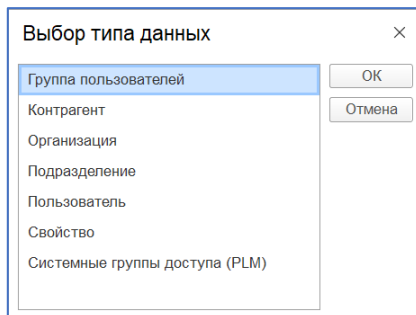 Выбор типа данных
Группа пользователей
ОК
Контрагент
Отмена
Организация
Подразделение
Пользователь
Свойство
Системные группы доступа (PLM)